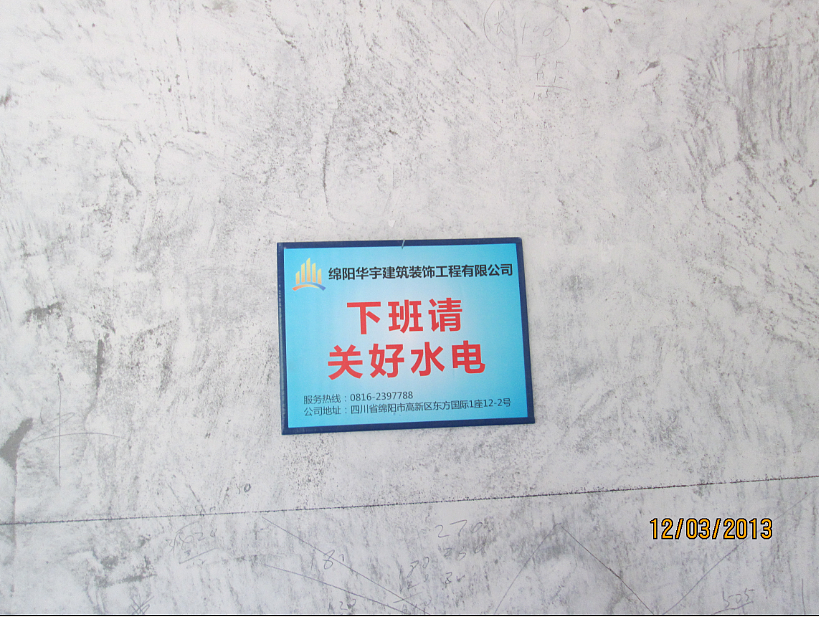 绵阳华宇建筑装饰工程有限公司
下班请
关好水电
服务热线：0816-2397788
公司地址：四川省绵阳市高新区东方国际1座12-2号
12/03/2013